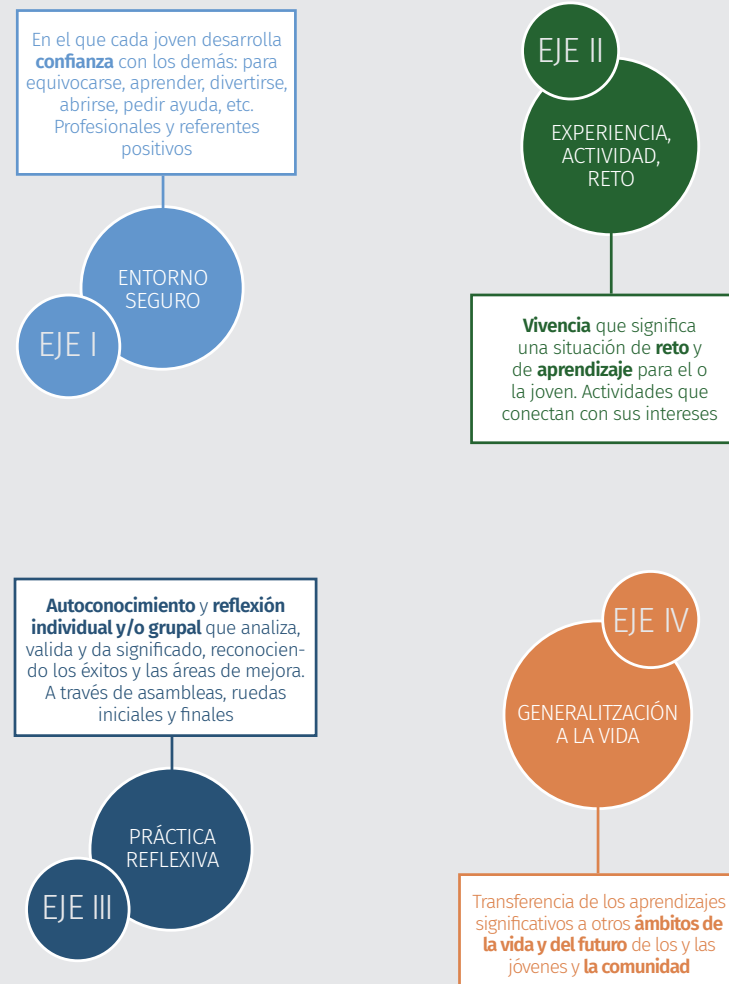 En el que cada joven desarrolla
confianza con los demás: para
equivocarse, aprender, divertirse,
abrirse, pedir ayuda, etc.
Profesionales y referentes
positivos
ENTORNO
SEGURO
EJE I
EJE II
EXPERIENCIA,
ACTIVIDAD,
RETO
Vivencia que significa
una situación de reto y
de aprendizaje para el o
la joven. Actividades que
conectan con sus intereses
Autoconocimiento y reflexión
individual y/o grupal que analiza,
valida y da significado, reconocien-
do los éxitos y las áreas de mejora.
A través de asambleas, ruedas
iniciales y finales
PRÁCTICA
REFLEXIVA
EJE III
EJE IV
GENERALITZACIÓN
A LA VIDA
Transferencia de los aprendizajes
significativos a otros ámbitos de
la vida y del futuro de los y las
jóvenes y la comunidad